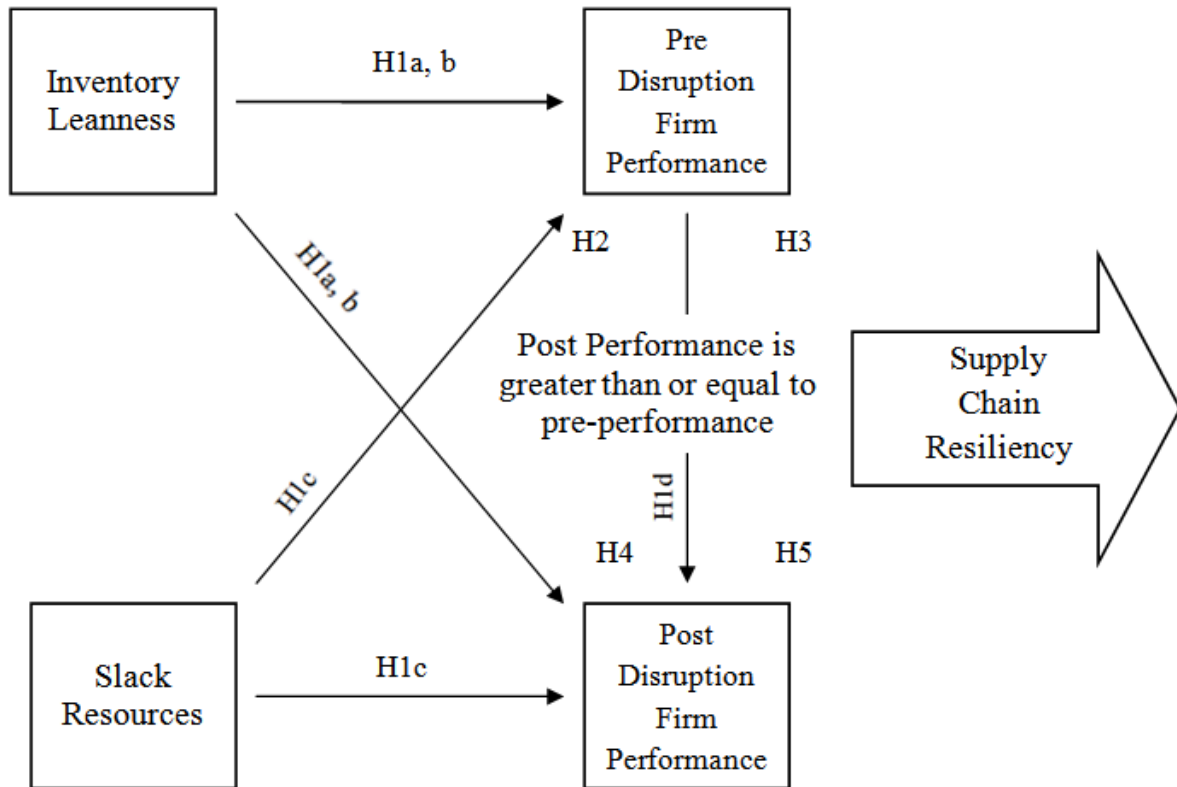 Inventory
Leanness
H1a, b
Pre
Disruption
Firm
Performance
H2
H3
H1a, b
Post Performance is
greater than or equal to
pre-performance
Supply
Chain
Resiliency
H1c
H1d
H4
H5
Slack
Resources
H1c
Post
Disruption
Firm
Performance